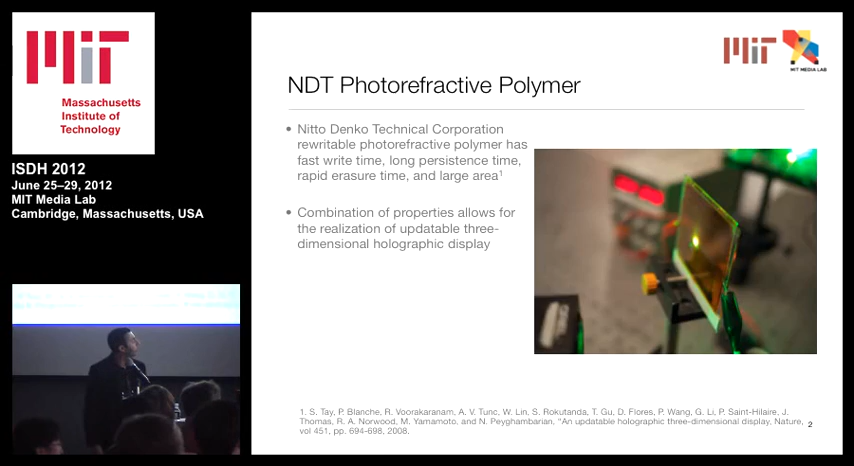 MiT
Massachusetts
Institute of
Technology
ISDH 2012
June 25–29, 2012
MIT Media Lab
Cambridge, Massachusetts, USA
MiT
MIT MEDIA LAB
NDT Photorefractive Polymer
• Nitto Denko Technical Corporation
rewritable photorefractive polymer has
fast write time, long persistence time,
rapid erasure time, and large area¹
• Combination of properties allows for
the realization of updatable three-
dimensional holographic display
1. S. Tay, P. Blanche, R. Voorakaranam, A. V. Tunc, W. Lin, S. Rokutanda, T. Gu, D. Flores, P. Wang, G. Li, P. Saint-Hilaire, J.
Thomas, R. A. Norwood, M. Yamamoto, and N. Peyghambarian, "An updatable holographic three-dimensional display, Nature,
vol 451, pp. 694-698, 2008.
2